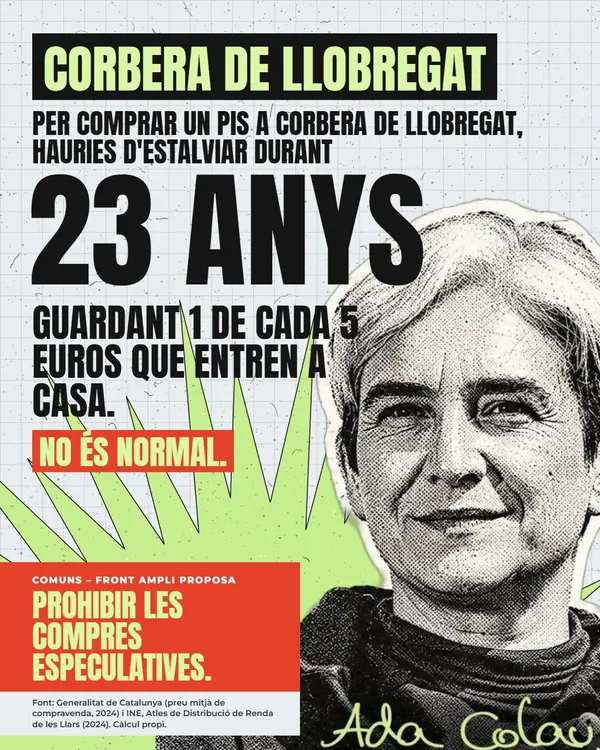 CORBERA DE LLOBREGAT
PER COMPRAR UN PIS A CORBERA DE LLOBREGAT,
HAURIES D'ESTALVIAR DURANT
23 ANYS
GUARDANT 1 DE CADA 5
EUROS QUE ENTREN A
CASA.
NO ÉS NORMAL.
COMUNS – FRONT AMPLI PROPOSA
PROHIBIR LES
COMPRES
ESPECULATIVES.
Font: Generalitat de Catalunya (preu mitjà de
compravenda, 2024) i INE, Atles de Distribució de Renda
de les Llars (2024). Càlcul propi.
Ada Colau